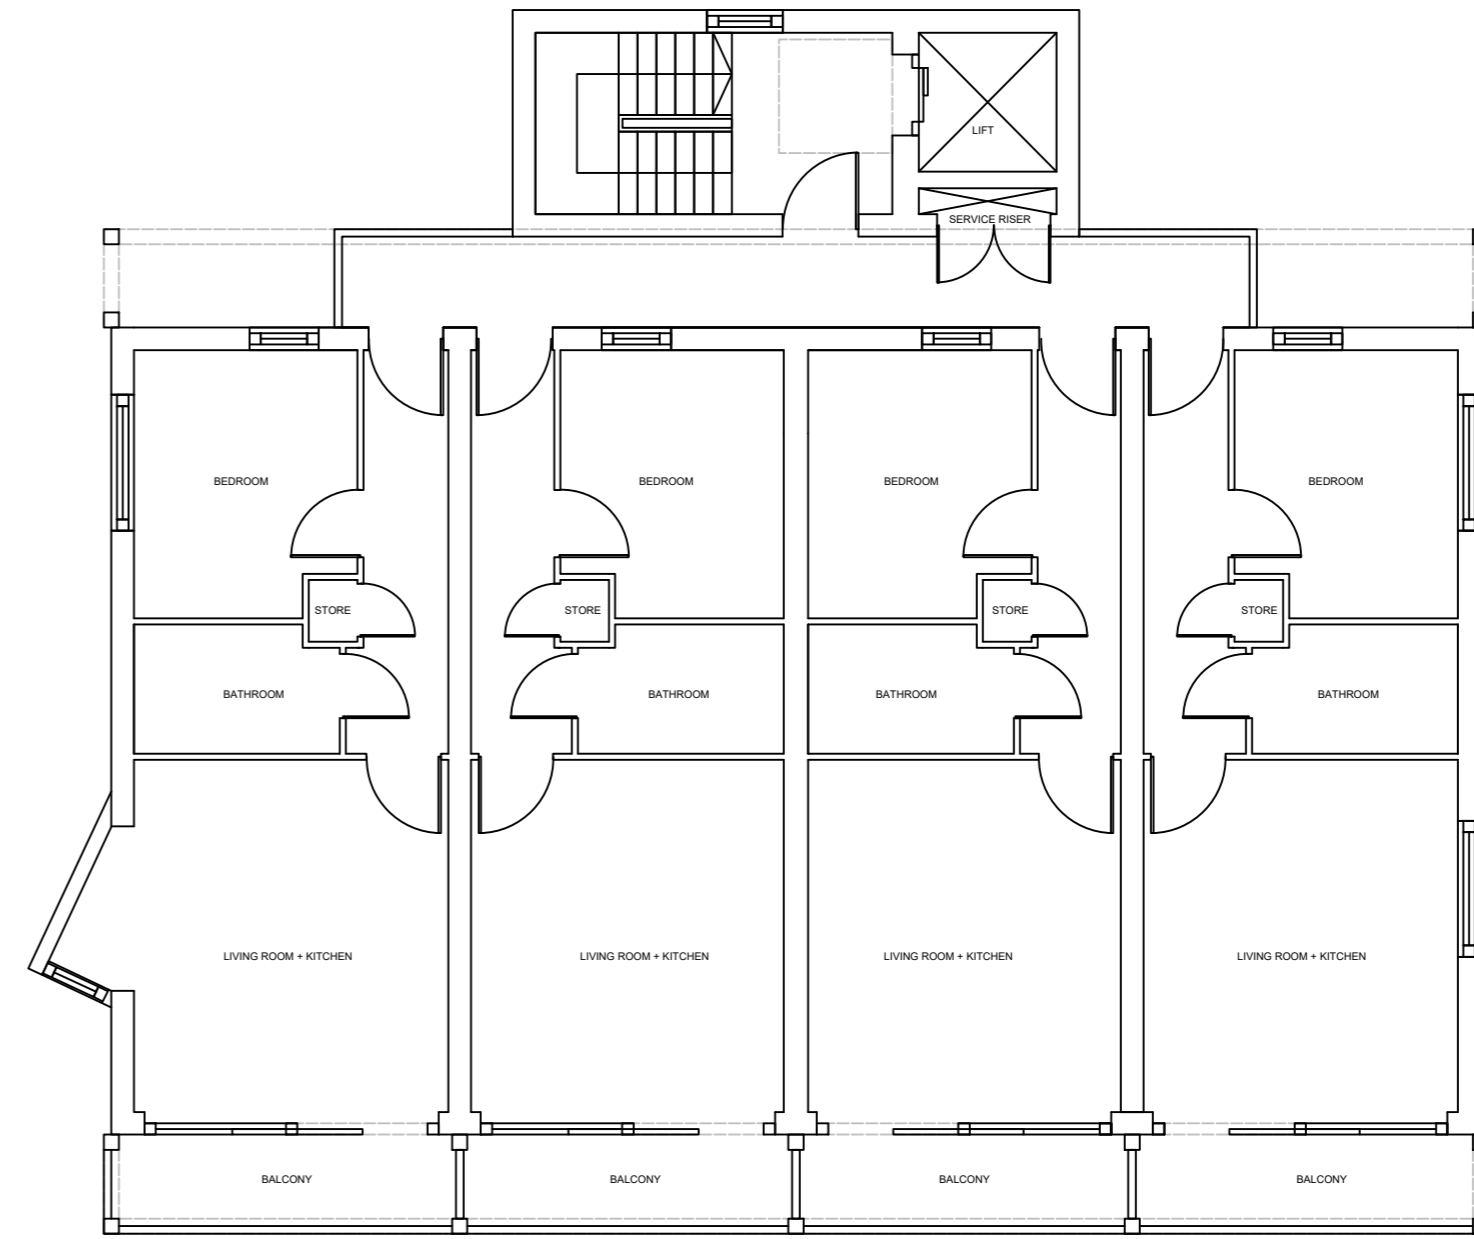 LIFT
SERVICE RISER
BEDROOM
BEDROOM
BEDROOM
BEDROOM
STORE
STORE
STORE
STORE
BATHROOM
BATHROOM
BATHROOM
BATHROOM
LIVING ROOM + KITCHEN
LIVING ROOM + KITCHEN
LIVING ROOM + KITCHEN
LIVING ROOM + KITCHEN
BALCONY
BALCONY
BALCONY
BALCONY